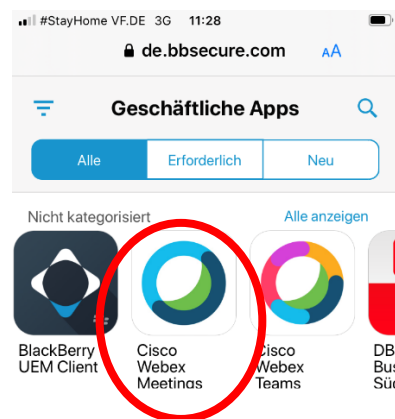 #StayHome VF.DE 3G 11:28
de.bbsecure.com AA
Geschäftliche Apps
Alle Erforderlich Neu
Nicht kategorisiert Alle anzeigen
BlackBerry Cisco Cisco DB
UEM Client Webex Webex Bus
Meetings Teams Süd